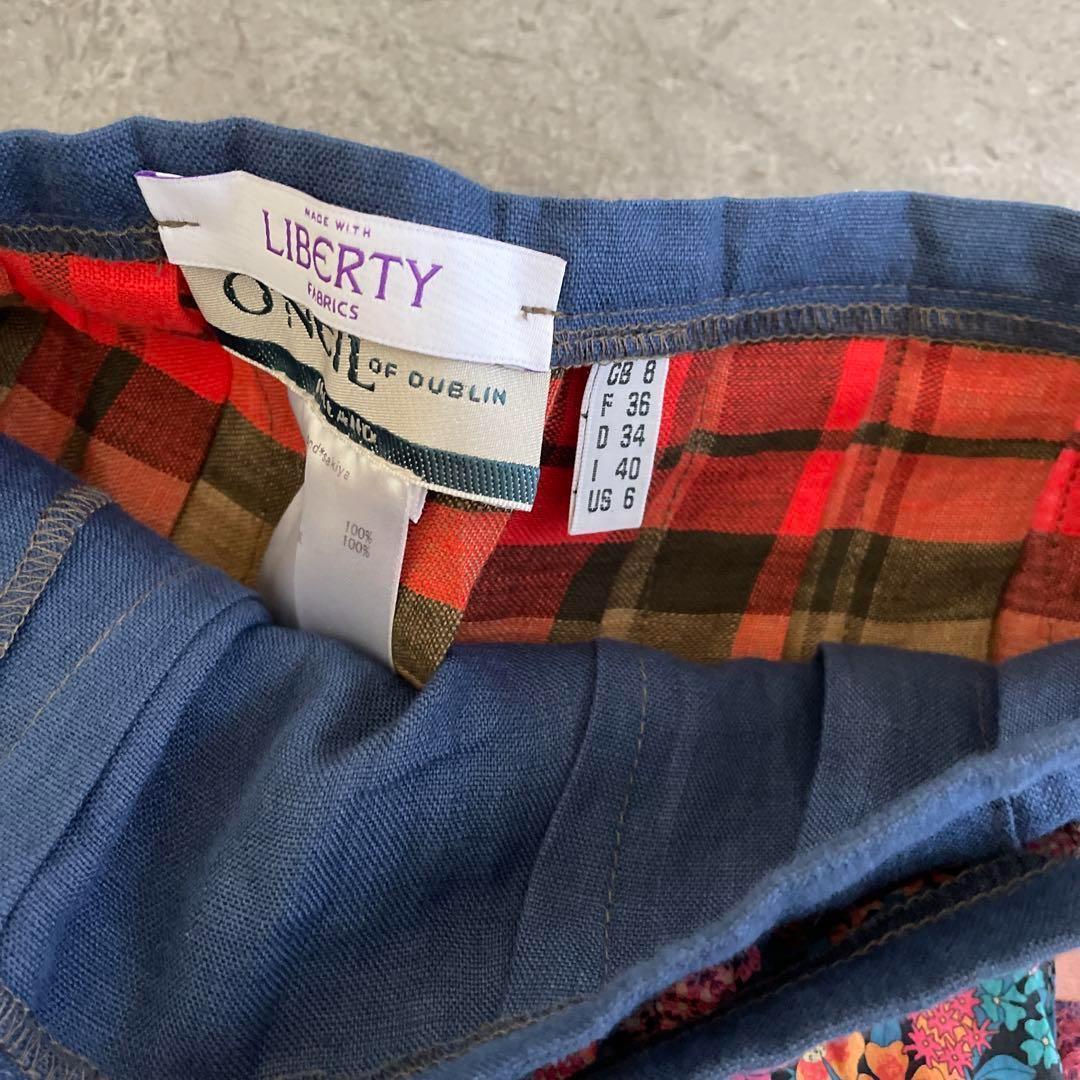 MADE WITH
LIBERTY
FABRICS
O'NEIL
OF DUBLIN
GB 8
F 36
D 34
I 40
US 6
100%
100%